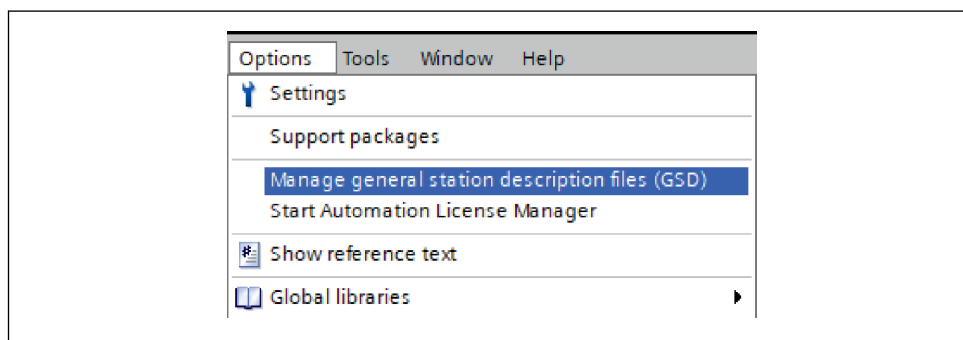 Options Tools Window Help
Settings
Support packages
Manage general station description files (GSD)
Start Automation License Manager
Show reference text
Global libraries